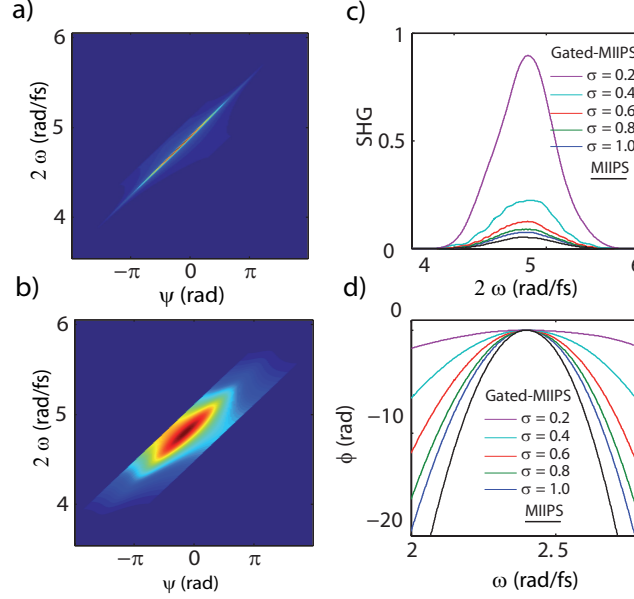 a)
6
5
4
2 ω (rad/fs)
−π
0
π
ψ (rad)
b)
6
5
4
2 ω (rad/fs)
−π
0
π
ψ (rad)
c)
1
0.5
0
SHG
Gated-MIIPS
σ = 0.2
σ = 0.4
σ = 0.6
σ = 0.8
σ = 1.0
MIIPS
4
5
6
2 ω (rad/fs)
d)
0
−10
−20
ϕ (rad)
Gated-MIIPS
σ = 0.2
σ = 0.4
σ = 0.6
σ = 0.8
σ = 1.0
MIIPS
2
2.5
ω (rad/fs)